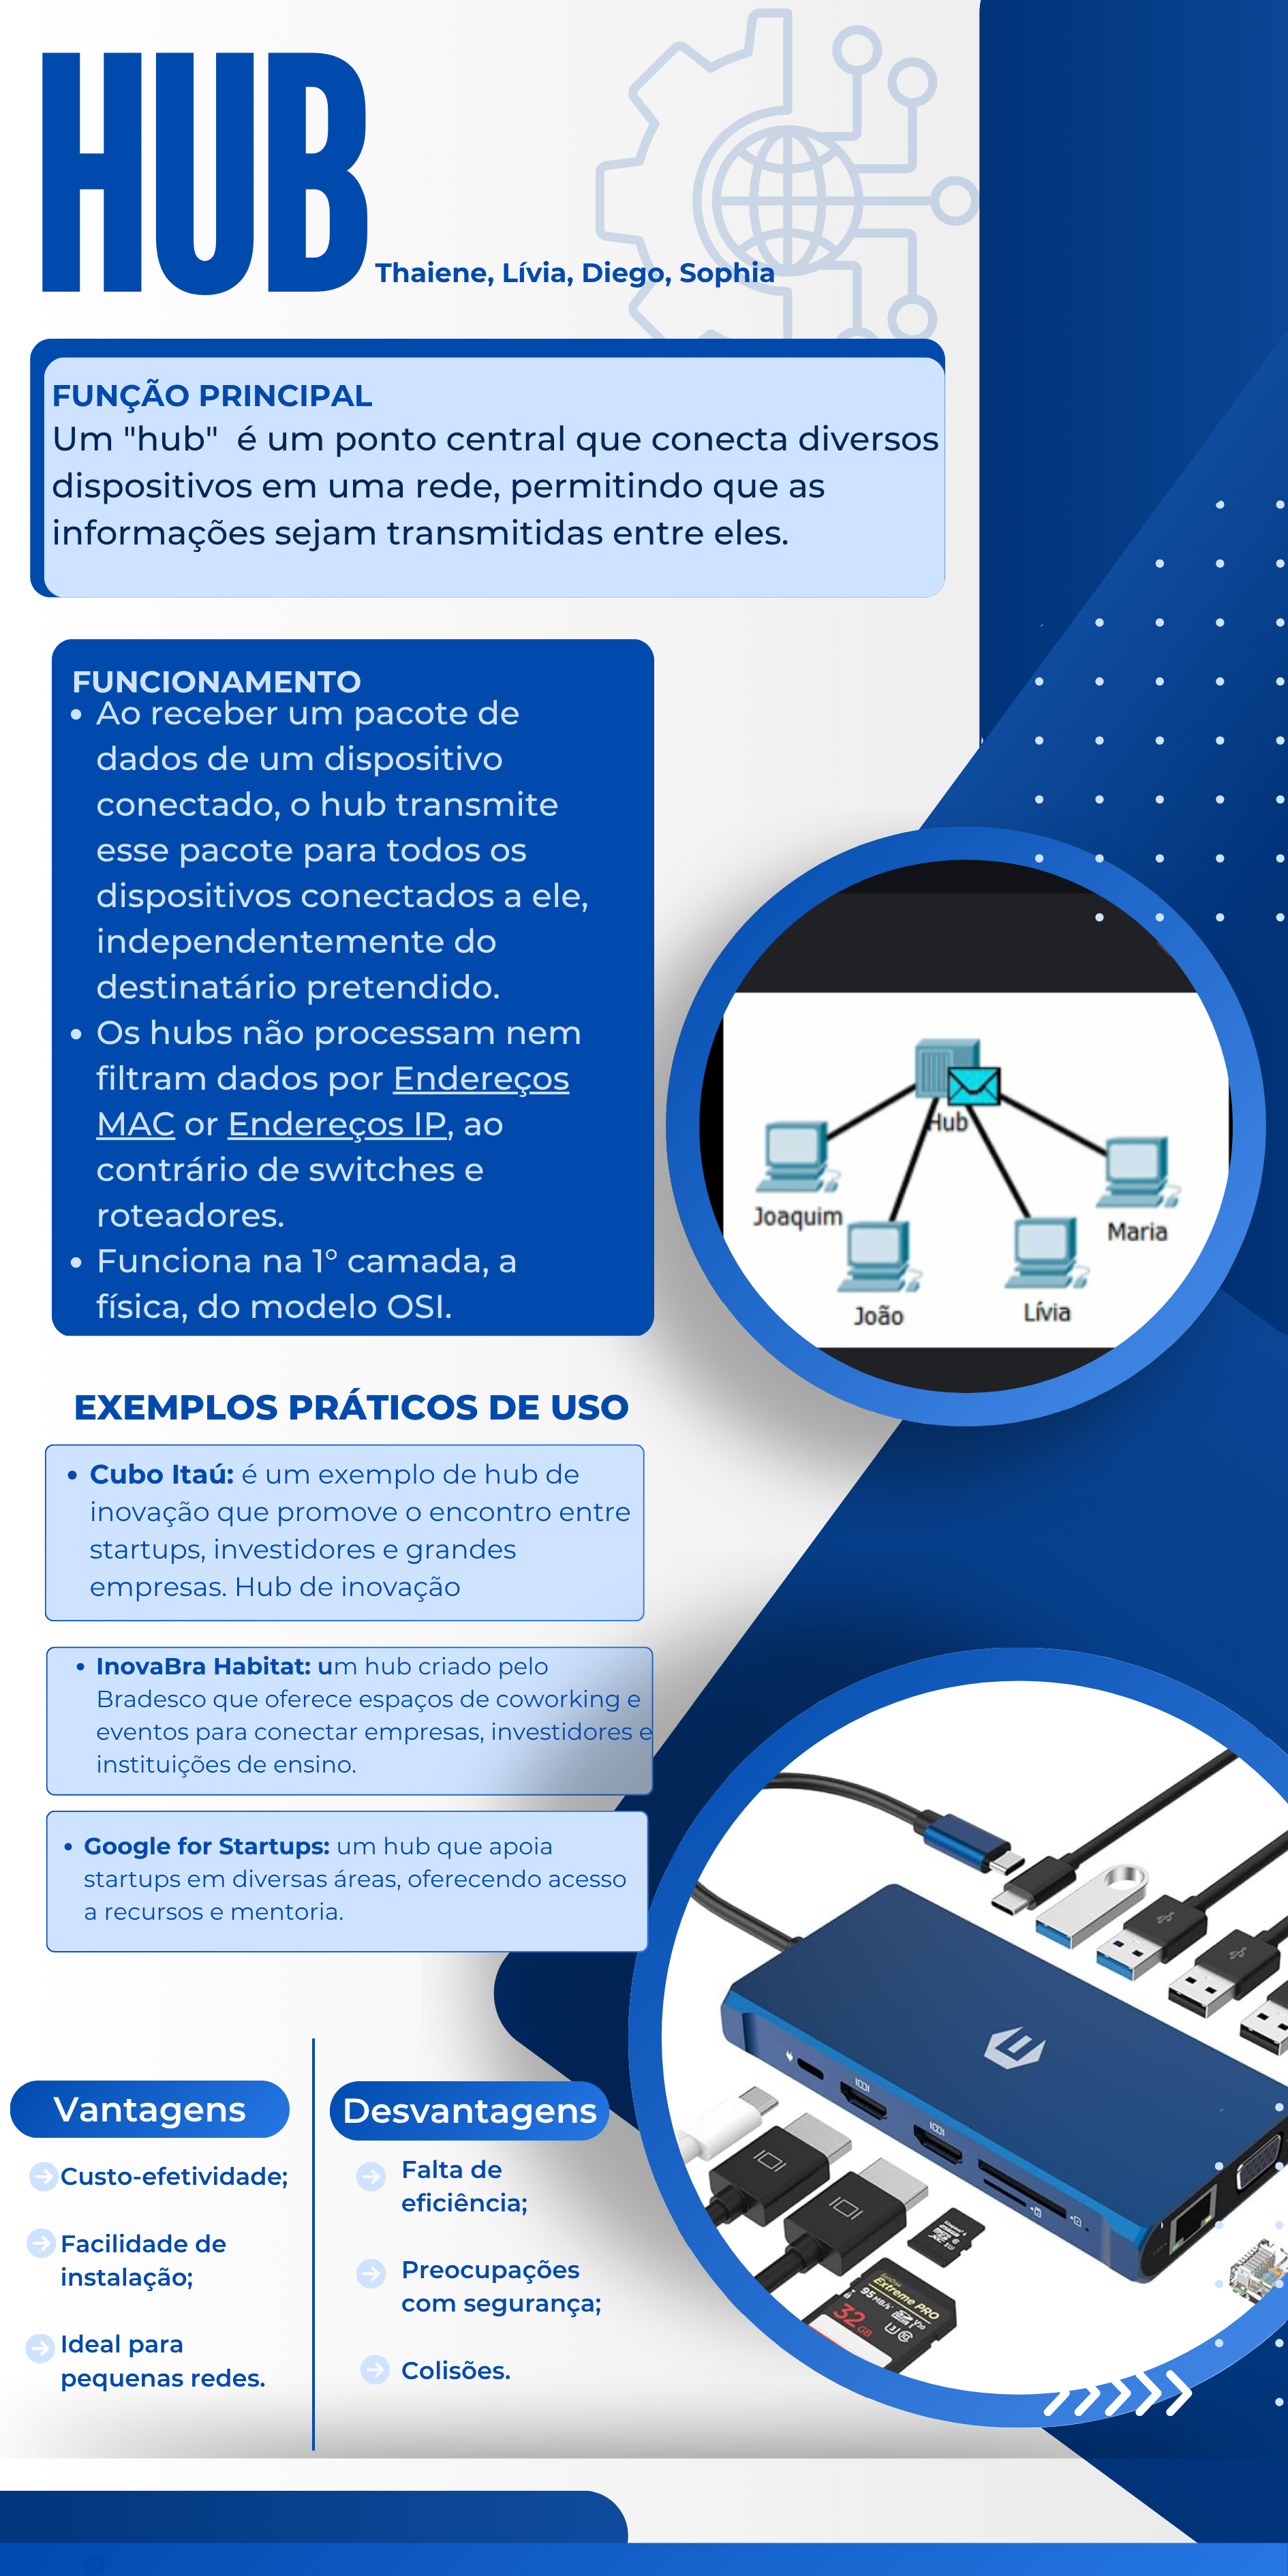 HUB
Thaiene, Lívia, Diego, Sophia
FUNÇÃO PRINCIPAL
Um "hub"  é um ponto central que conecta diversos
dispositivos em uma rede, permitindo que as
informações sejam transmitidas entre eles.
FUNCIONAMENTO
• Ao receber um pacote de
dados de um dispositivo
conectado, o hub transmite
esse pacote para todos os
dispositivos conectados a ele,
independentemente do
destinatário pretendido.
• Os hubs não processam nem
filtram dados por Endereços
MAC or Endereços IP, ao
contrário de switches e
roteadores.
• Funciona na 1° camada, a
física, do modelo OSI.
Hub
Joaquim
Maria
João
Lívia
EXEMPLOS PRÁTICOS DE USO
• Cubo Itaú: é um exemplo de hub de
inovação que promove o encontro entre
startups, investidores e grandes
empresas. Hub de inovação
• InovaBra Habitat: um hub criado pelo
Bradesco que oferece espaços de coworking e
eventos para conectar empresas, investidores e
instituições de ensino.
• Google for Startups: um hub que apoia
startups em diversas áreas, oferecendo acesso
a recursos e mentoria.
Vantagens
Custo-efetividade;
Facilidade de
instalação;
Ideal para
pequenas redes.
Desvantagens
Falta de
eficiência;
Preocupações
com segurança;
Colisões.
SanDisk
Extreme PRO
95MB/s
32GB